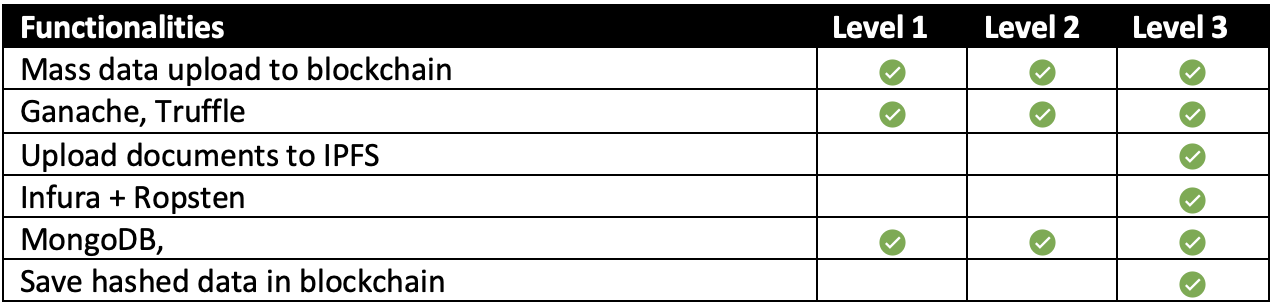 Functionalities Level 1 Level 2 Level 3
Mass data upload to blockchain
Ganache, Truffle
Upload documents to IPFS
Infura + Ropsten
MongoDB,
Save hashed data in blockchain